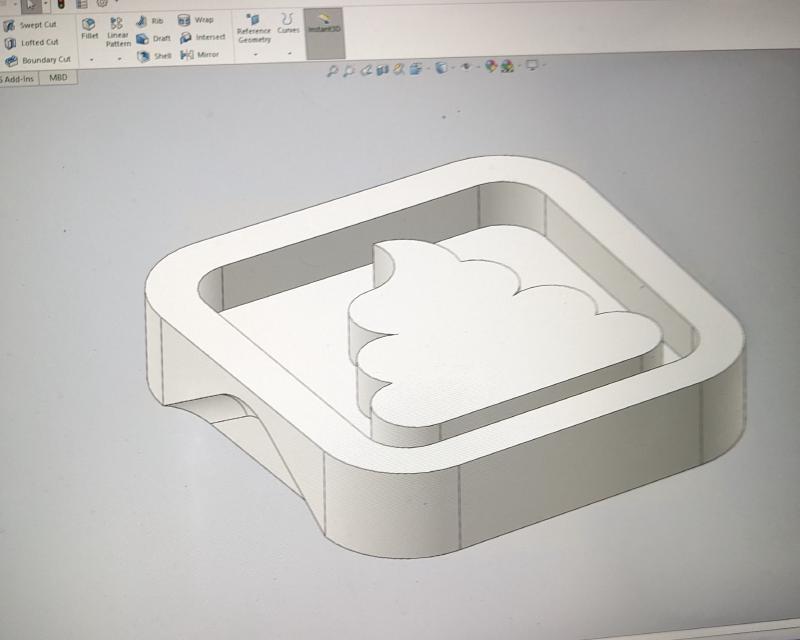 Swept Cut
Lofted Cut
Boundary Cut
Fillet
Linear
Pattern
Rib
Draft
Shell
Wrap
Intersect
Mirror
Reference
Geometry
Curves
Instant3D
Add-Ins
MBD